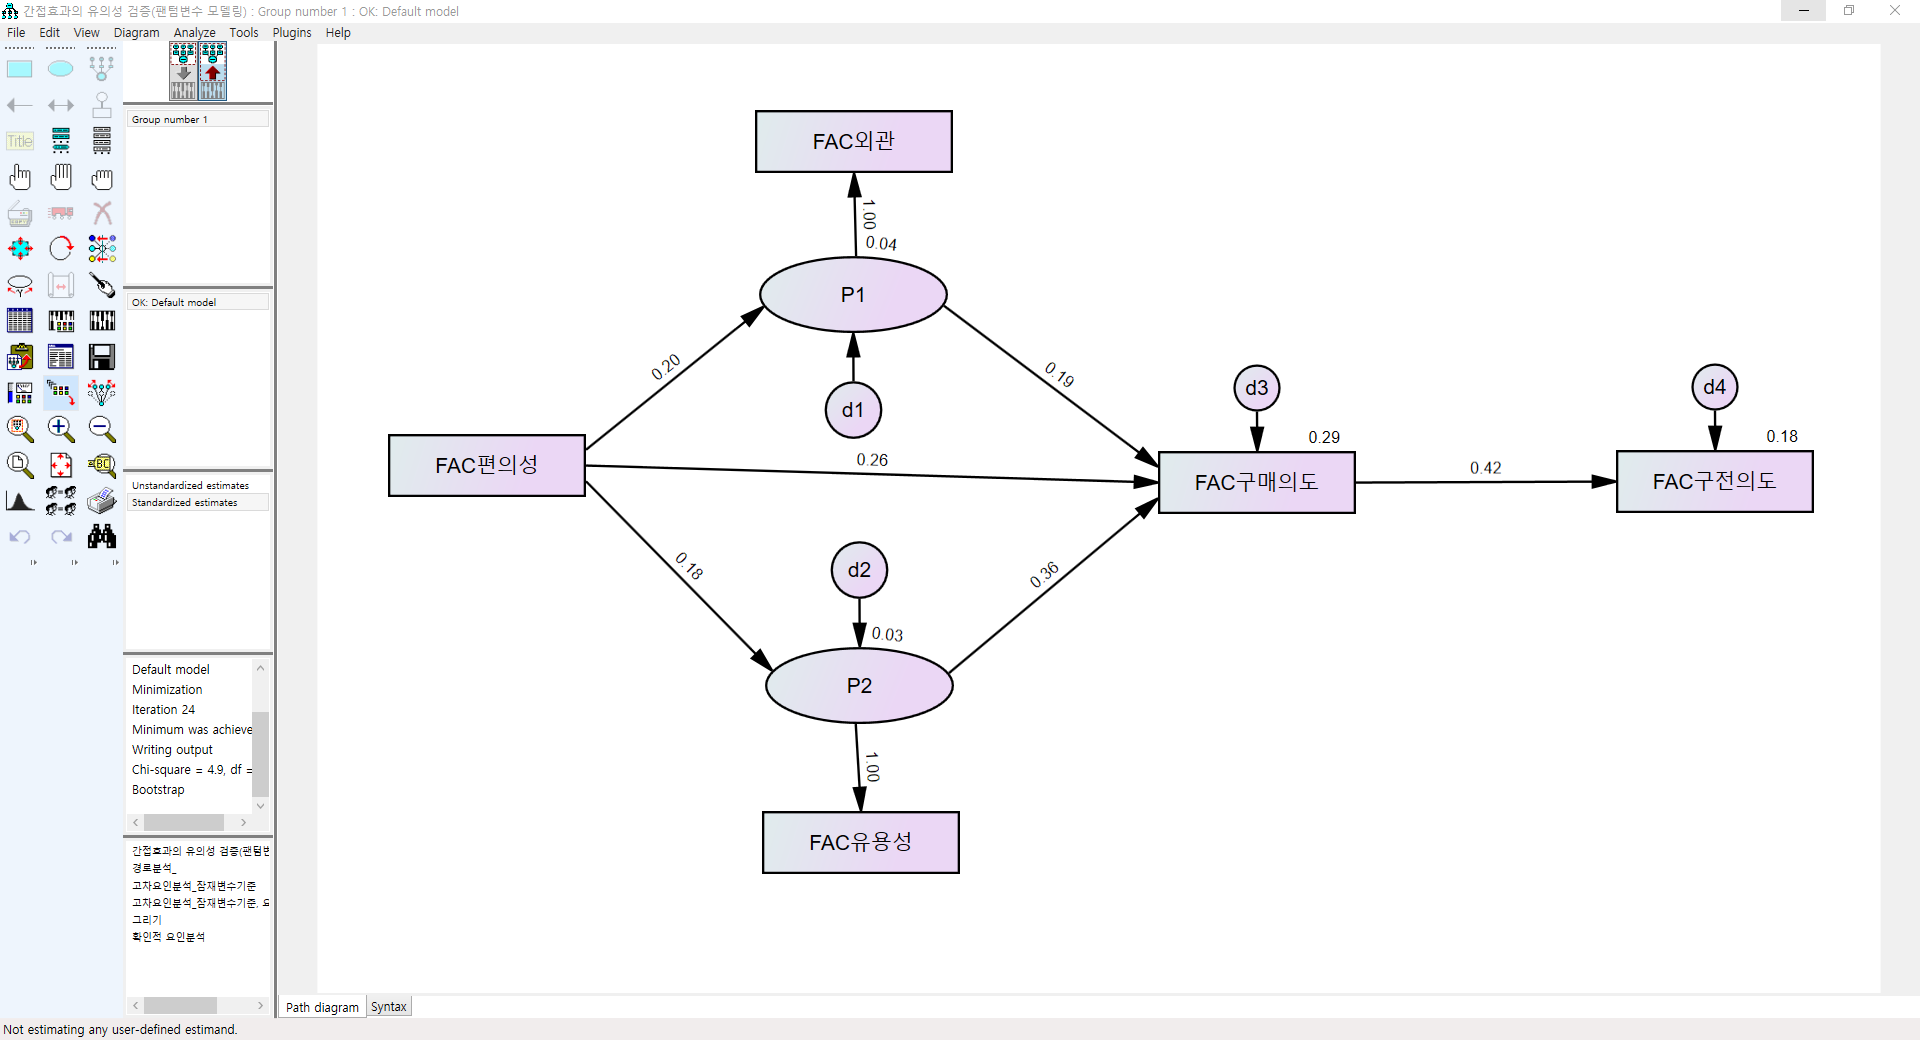 간접효과의 유의성 검증(팬텀변수 모델링) : Group number 1 : OK: Default model
File Edit View Diagram Analyze Tools Plugins Help
Title
Group number 1
OK: Default model
Unstandardized estimates
Standardized estimates
Default model
Minimization
Iteration 24
Minimum was achieve
Writing output
Chi-square = 4.9, df =
Bootstrap
간접효과의 유의성 검증(팬텀변
경로분석_
고차요인분석_잠재변수기준
고차요인분석_잠재변수기준, 요
그리기
확인적 요인분석
FAC외관
1.00
0.04
P1
0.20
0.19
d1
d3
d4
0.29
0.18
FAC편의성
0.26
FAC구매의도
0.42
FAC구전의도
0.18
d2
0.36
0.03
P2
1.00
FAC유용성
Path diagram Syntax
Not estimating any user-defined estimand.